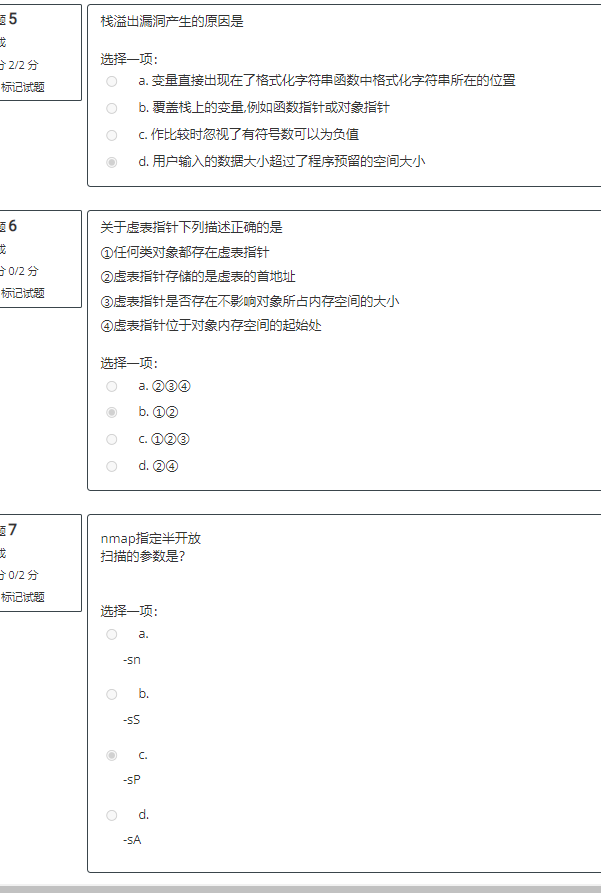 题 5
分 2/2 分
标记试题
栈溢出漏洞产生的原因是
选择一项:
a. 变量直接出现在了格式化字符串函数中格式化字符串所在的位置
b. 覆盖栈上的变量,例如函数指针或对象指针
c. 作比较时忽视了有符号数可以为负值
d. 用户输入的数据大小超过了程序预留的空间大小
题 6
分 0/2 分
标记试题
关于虚表指针下列描述正确的是
①任何类对象都存在虚表指针
②虚表指针存储的是虚表的首地址
③虚表指针是否存在不影响对象所占内存空间的大小
④虚表指针位于对象内存空间的起始处
选择一项:
a. ②③④
b. ①②
c. ①②③
d. ②④
题 7
分 0/2 分
标记试题
nmap指定半开放
扫描的参数是?
选择一项:
a.
-sn
b.
-sS
c.
-sP
d.
-sA